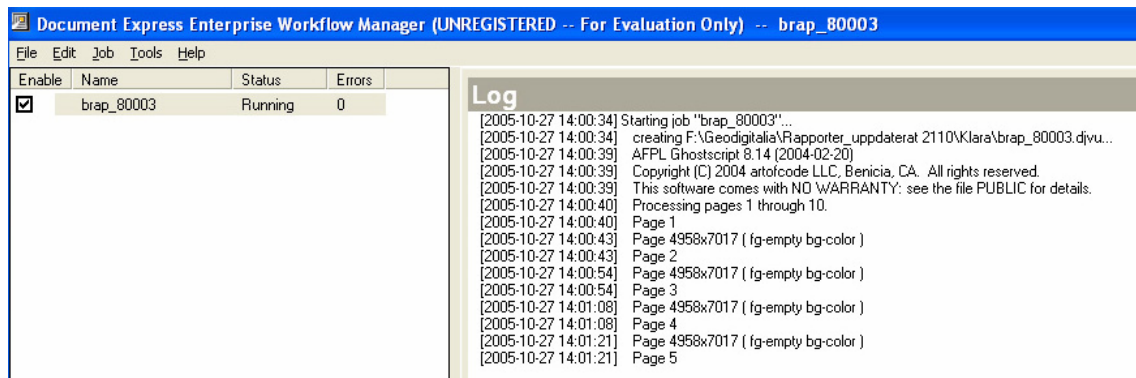 Document Express Enterprise Workflow Manager (UNREGISTERED -- For Evaluation Only) -- brap_80003
File Edit Job Tools Help
Enable Name Status Errors
brap_80003 Running 0
Log
[2005-10-27 14:00:34] Starting job "brap_80003"...
[2005-10-27 14:00:34] creating F:\Geodigitalia\Rapporter_uppdaterat 2110\Klara\brap_80003.djvu...
[2005-10-27 14:00:39] AFPL Ghostscript 8.14 (2004-02-20)
[2005-10-27 14:00:39] Copyright (C) 2004 artofcode LLC, Benicia, CA. All rights reserved.
[2005-10-27 14:00:39] This software comes with NO WARRANTY: see the file PUBLIC for details.
[2005-10-27 14:00:40] Processing pages 1 through 10.
[2005-10-27 14:00:40] Page 1
[2005-10-27 14:00:43] Page 4958x7017 ( fg-empty bg-color )
[2005-10-27 14:00:43] Page 2
[2005-10-27 14:00:54] Page 4958x7017 ( fg-empty bg-color )
[2005-10-27 14:00:54] Page 3
[2005-10-27 14:01:08] Page 4958x7017 ( fg-empty bg-color )
[2005-10-27 14:01:08] Page 4
[2005-10-27 14:01:21] Page 4958x7017 ( fg-empty bg-color )
[2005-10-27 14:01:21] Page 5